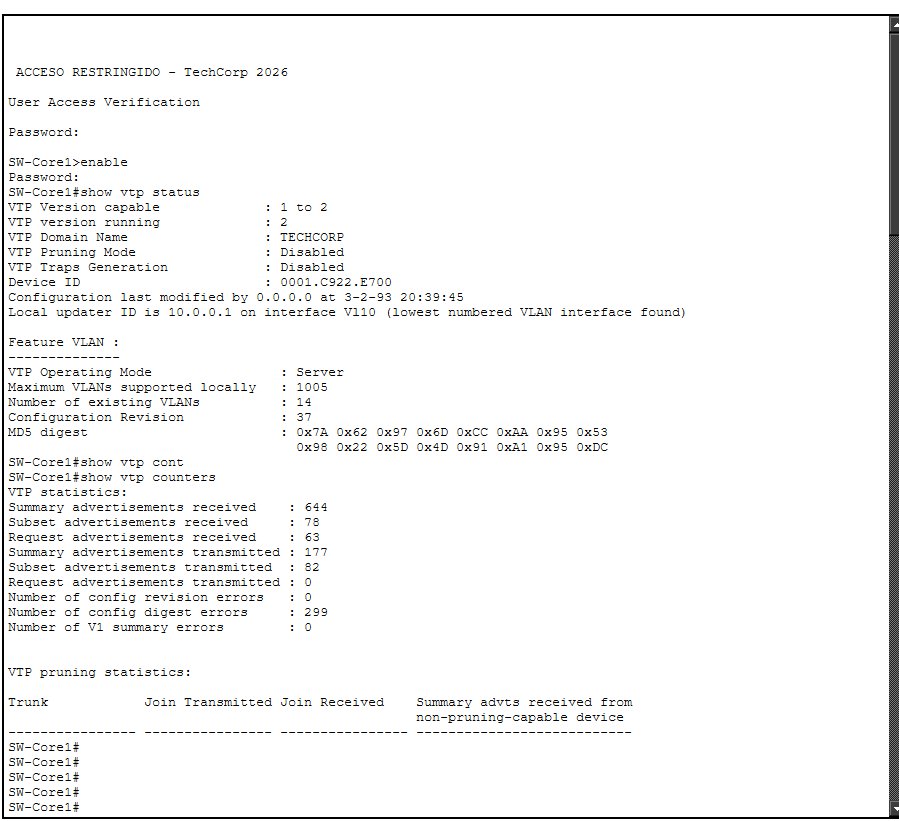 ACCESO RESTRINGIDO - TechCorp 2026
User Access Verification
Password:
SW-Core1>enable
Password:
SW-Core1#show vtp status
VTP Version capable : 1 to 2
VTP version running : 2
VTP Domain Name : TECHCORP
VTP Pruning Mode : Disabled
VTP Traps Generation : Disabled
Device ID : 0001.C922.E700
Configuration last modified by 0.0.0.0 at 3-2-93 20:39:45
Local updater ID is 10.0.0.1 on interface Vl10 (lowest numbered VLAN interface found)
Feature VLAN :
--------------
VTP Operating Mode : Server
Maximum VLANs supported locally : 1005
Number of existing VLANs : 14
Configuration Revision : 37
MD5 digest : 0x7A 0x62 0x97 0x6D 0xCC 0xAA 0x95 0x53
0x98 0x22 0x5D 0x4D 0x91 0xA1 0x95 0xDC
SW-Core1#show vtp cont
SW-Core1#show vtp counters
VTP statistics:
Summary advertisements received : 644
Subset advertisements received : 78
Request advertisements received : 63
Summary advertisements transmitted : 177
Subset advertisements transmitted : 82
Request advertisements transmitted : 0
Number of config revision errors : 0
Number of config digest errors : 299
Number of V1 summary errors : 0
VTP pruning statistics:
Trunk Join Transmitted Join Received Summary advts received from
non-pruning-capable device
---------------- ---------------- ---------------- ---------------------------
SW-Core1#
SW-Core1#
SW-Core1#
SW-Core1#
SW-Core1#